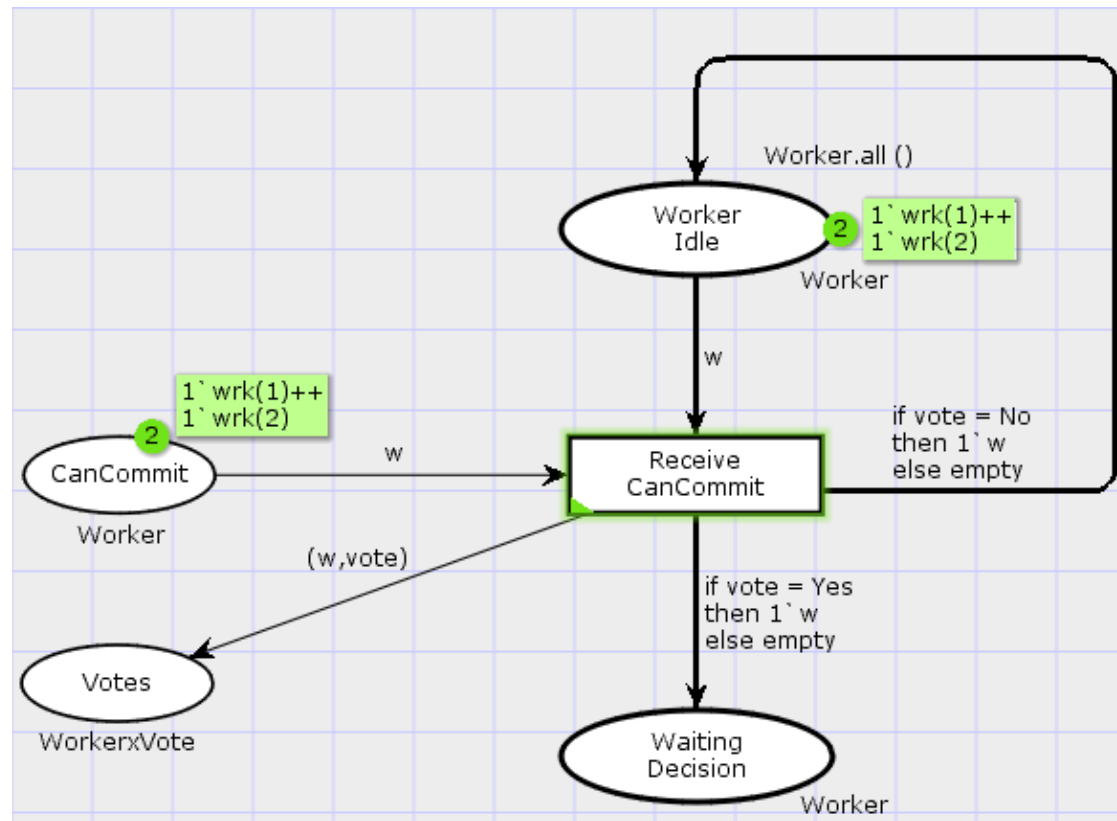 Worker.all ()
Worker
Idle
2
1`wrk(1)++
1`wrk(2)
Worker
w
1`wrk(1)++
1`wrk(2)
2
CanCommit
Worker
w
Receive
CanCommit
if vote = No
then 1`w
else empty
(w,vote)
if vote = Yes
then 1`w
else empty
Votes
WorkerxVote
Waiting
Decision
Worker